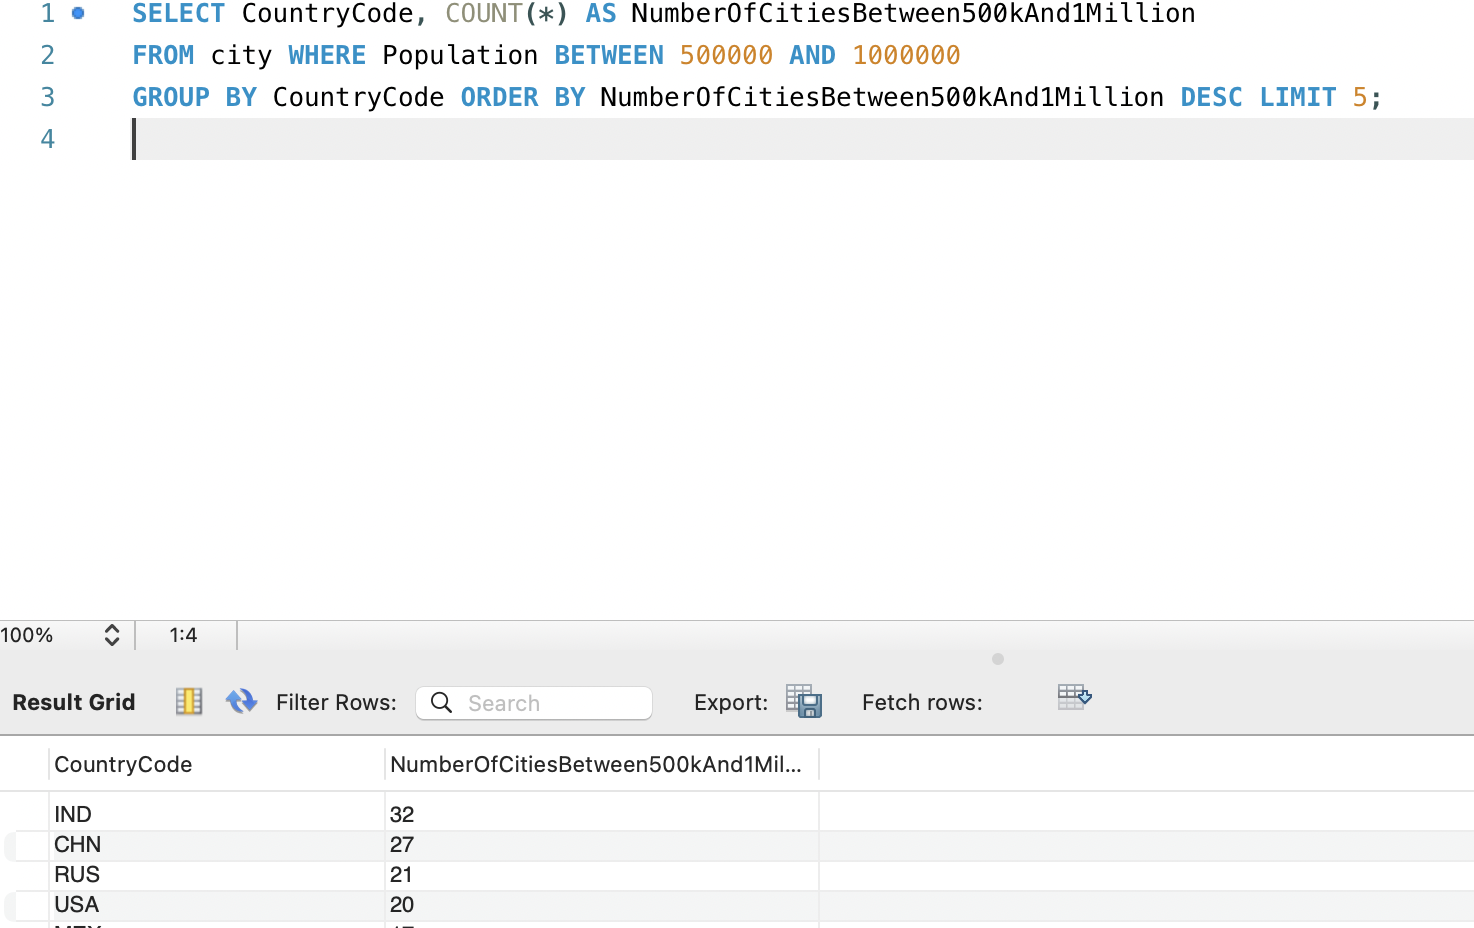 1 SELECT CountryCode, COUNT(*) AS NumberOfCitiesBetween500kAnd1Million
2 FROM city WHERE Population BETWEEN 500000 AND 1000000
3 GROUP BY CountryCode ORDER BY NumberOfCitiesBetween500kAnd1Million DESC LIMIT 5;
4
100% 1:4
Result Grid Filter Rows: Search Export: Fetch rows:
CountryCode NumberOfCitiesBetween500kAnd1Mil...
IND 32
CHN 27
RUS 21
USA 20